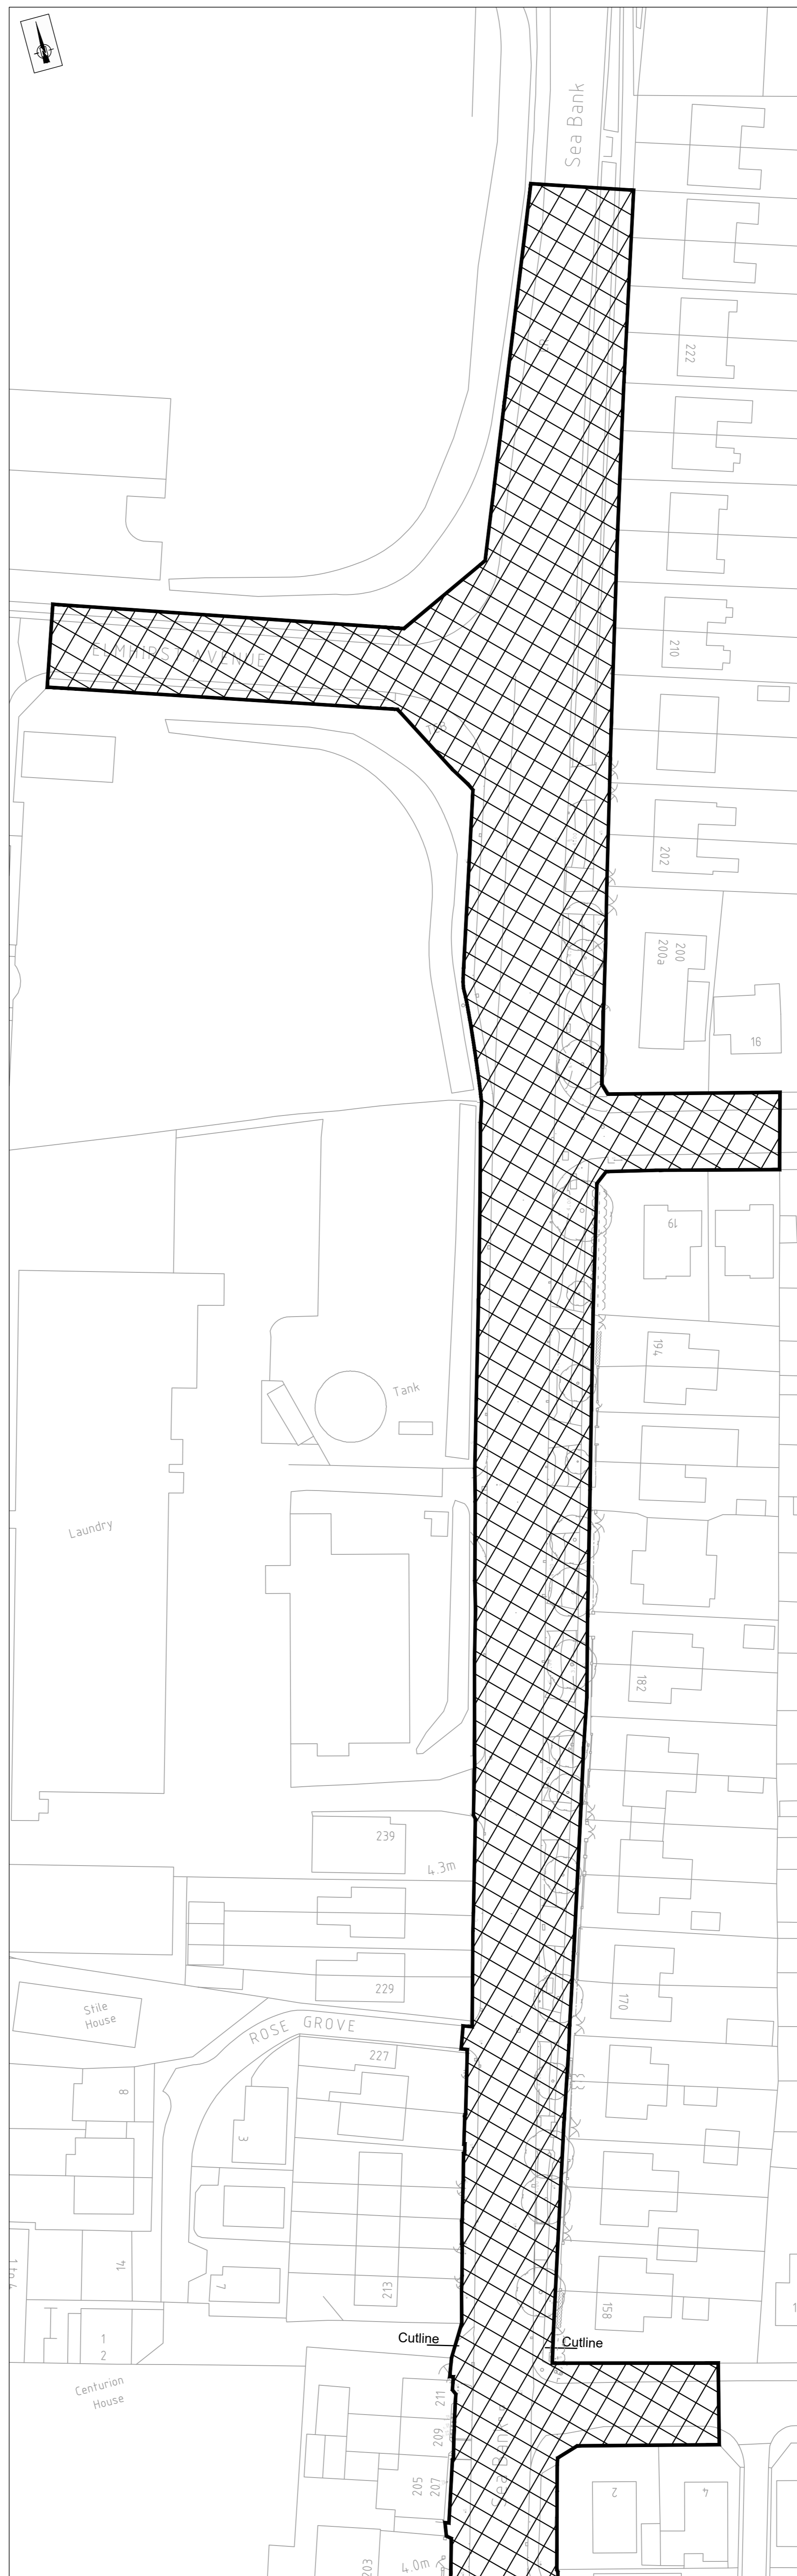 Sea Bank
222
ELMHIRST AVENUE
210
202
200
200a
16
19
194
Tank
Laundry
182
239
4.3m
229
170
Stile
House
ROSE GROVE
227
8
3
14
7
213
158
1
2
Cutline
Cutline
Centurion
House
211
209
205
207
Sea Bank
2
4
203
4.0m